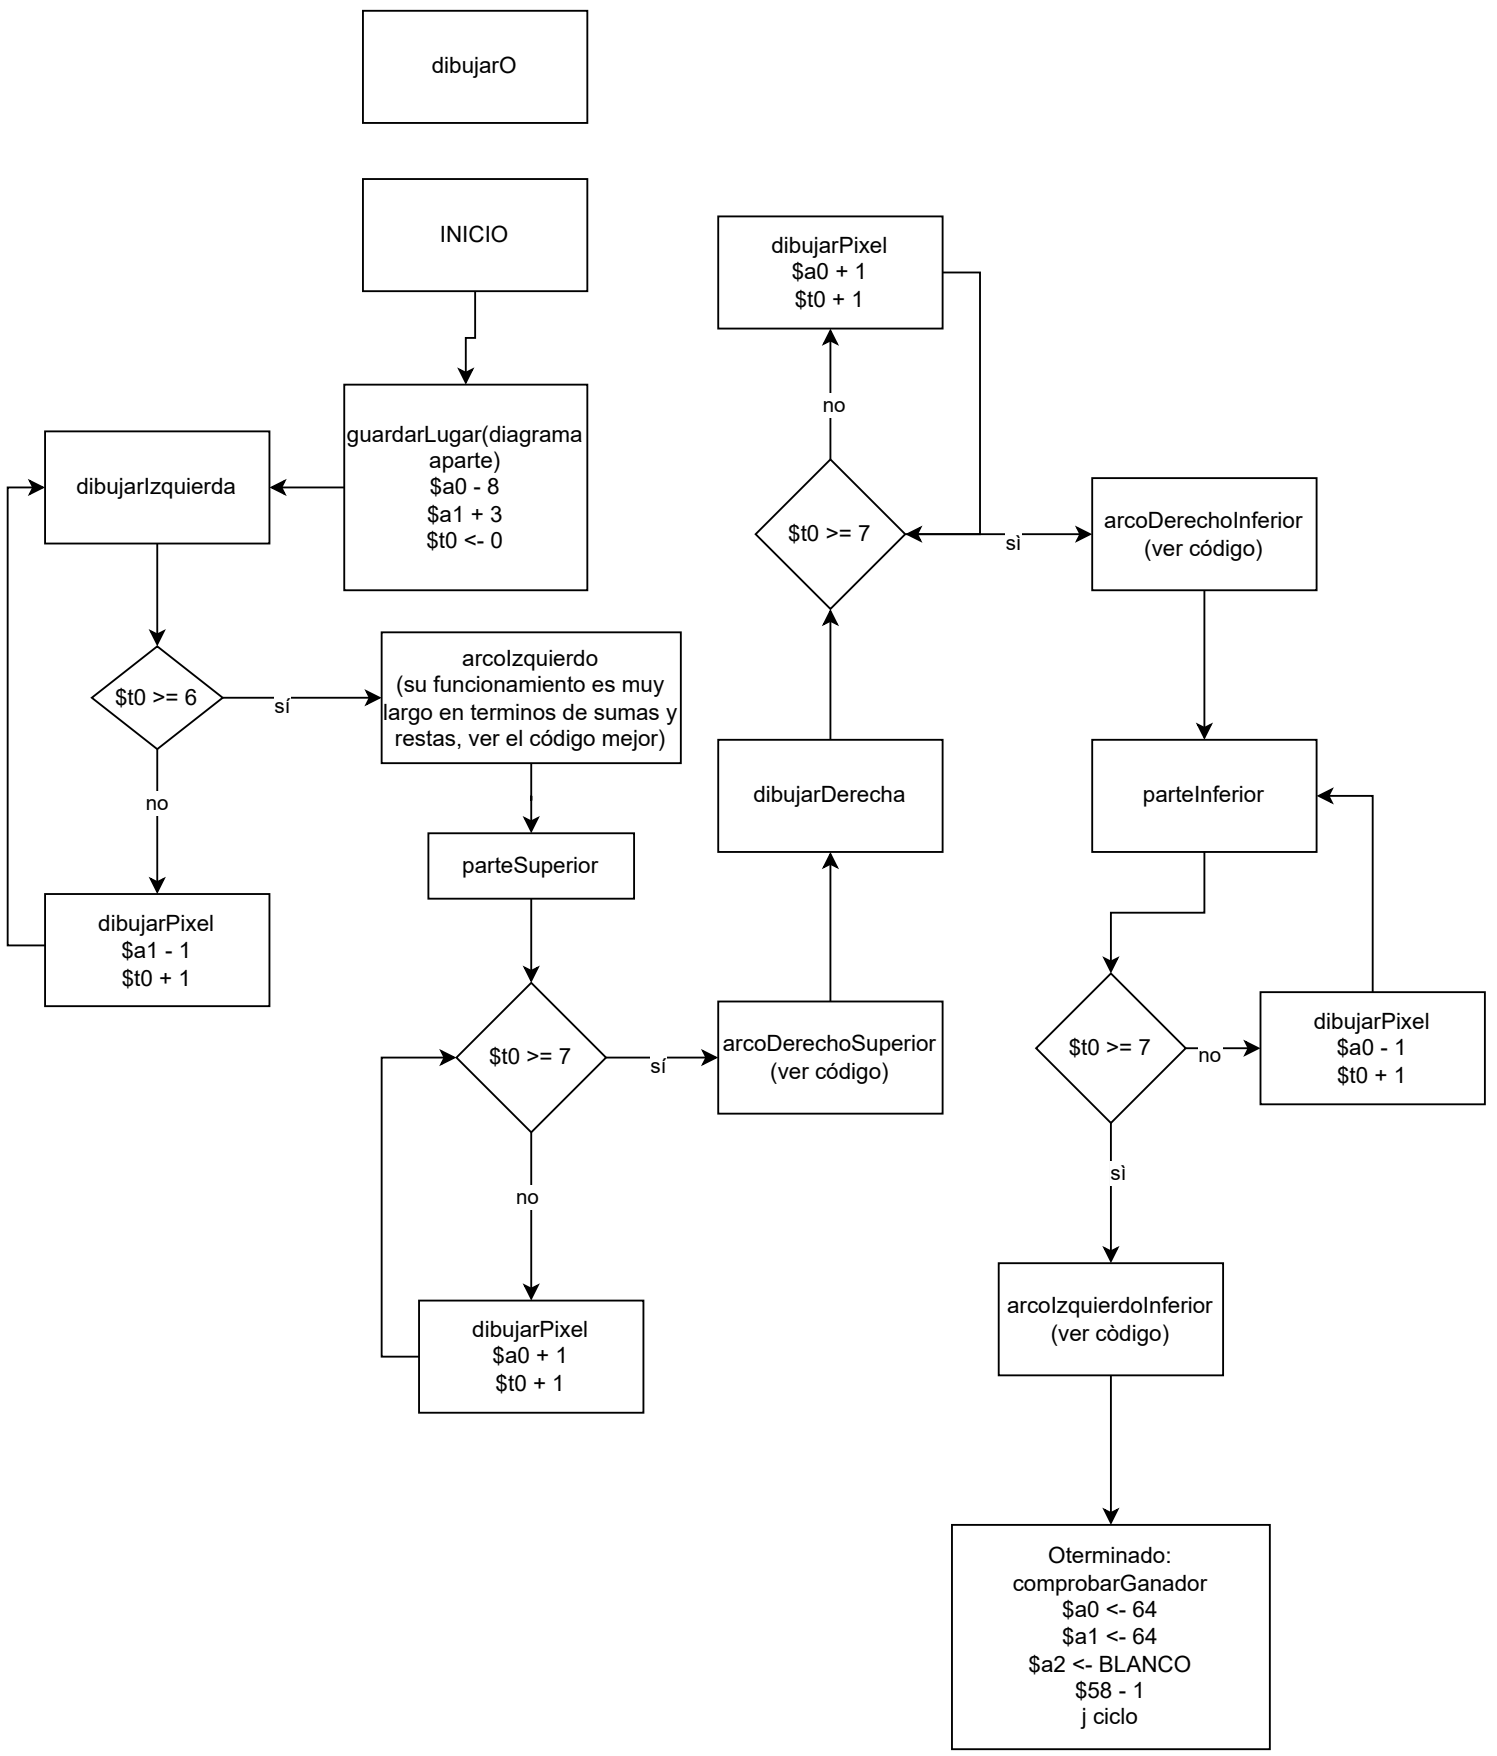 dibujarO
INICIO
guardarLugar(diagrama
aparte)
$a0 - 8
$a1 + 3
$t0 <- 0
dibujarIzquierda
$t0 >= 6
sí
no
dibujarPixel
$a1 - 1
$t0 + 1
arcoIzquierdo
(su funcionamiento es muy
largo en terminos de sumas y
restas, ver el código mejor)
parteSuperior
$t0 >= 7
sí
no
dibujarPixel
$a0 + 1
$t0 + 1
arcoDerechoSuperior
(ver código)
dibujarDerecha
$t0 >= 7
no
dibujarPixel
$a0 + 1
$t0 + 1
sì
arcoDerechoInferior
(ver código)
parteInferior
$t0 >= 7
no
dibujarPixel
$a0 - 1
$t0 + 1
sì
arcoIzquierdoInferior
(ver còdigo)
Oterminado:
comprobarGanador
$a0 <- 64
$a1 <- 64
$a2 <- BLANCO
$58 - 1
j ciclo